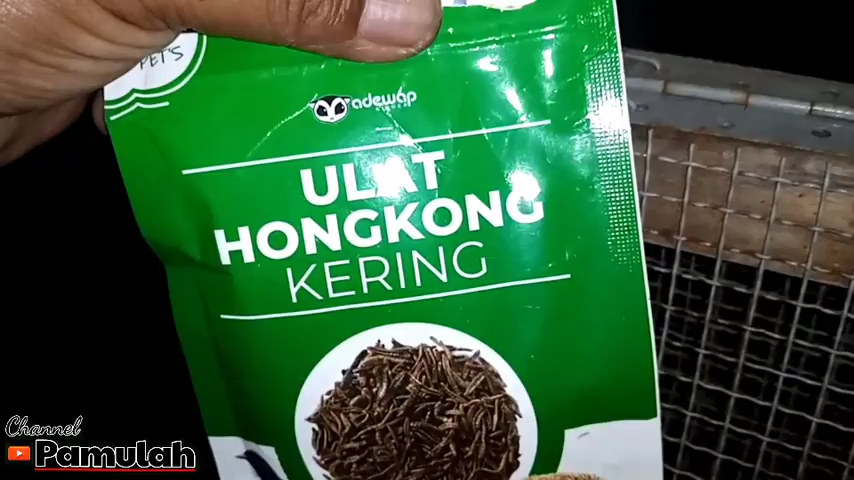 PET'S
adewap
ULAT
HONGKONG
KERING
Channel
Pamulah